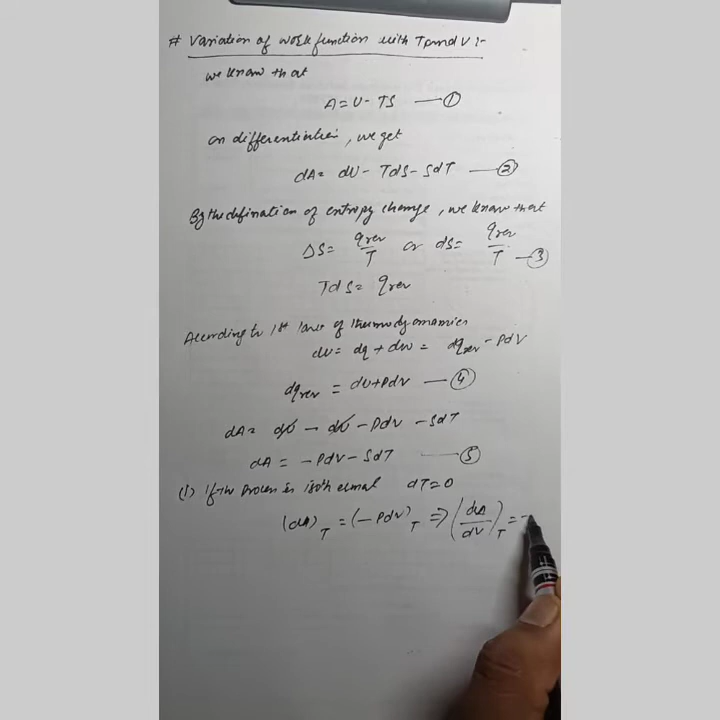 # Variation of work function with T and V :-
we know that
A = U - TS —①
on differentiation, we get
dA = dU - TdS - SdT —②
By the defination of entropy change, we know that
ΔS = qrev/T or dS = qrev/T —③
TdS = qrev
According to 1st law of thermodynamics
dU = dq + dw = dqrev - PdV
dqrev = dU + PdV —④
dA = dU - dU - PdV - SdT
dA = - PdV - SdT —⑤
(1) If the process is isothermal dT = 0
(dA)T = (- PdV)T ⇒ (dA/dV)T = -